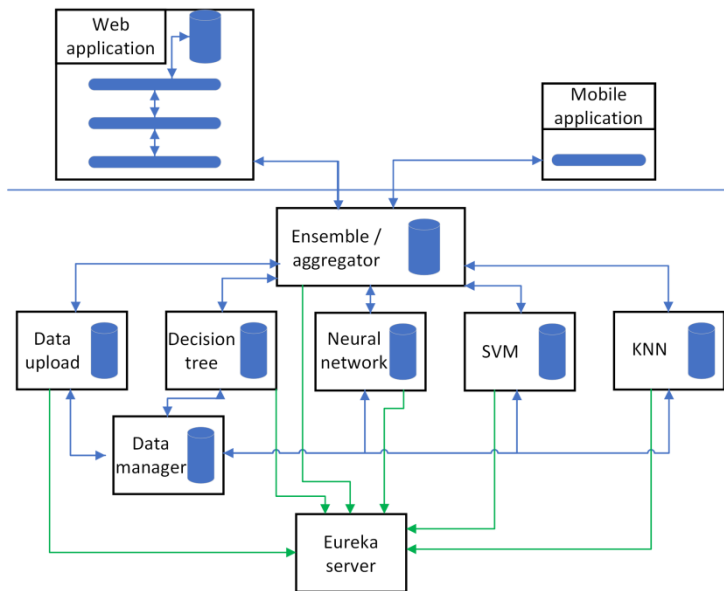 Web
application
Mobile
application
Ensemble /
aggregator
Data
upload
Decision
tree
Neural
network
SVM
KNN
Data
manager
Eureka
server